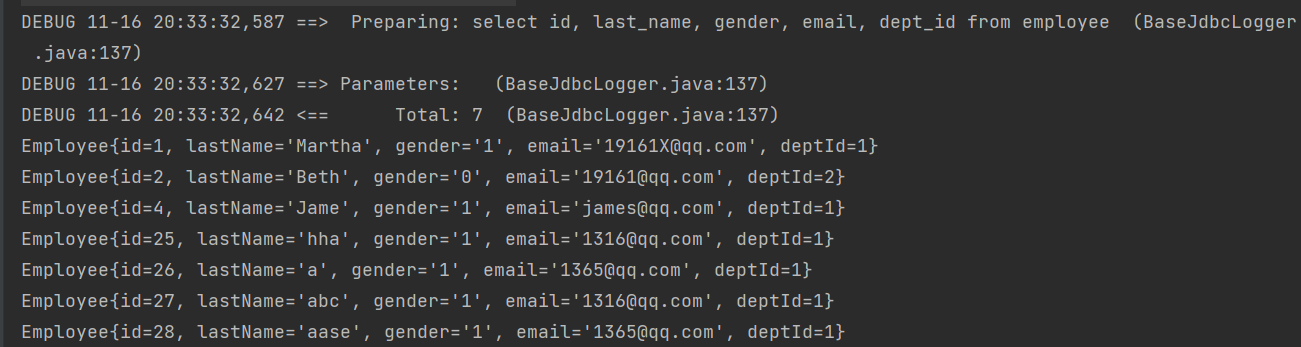 DEBUG 11-16 20:33:32,587 ==>  Preparing: select id, last_name, gender, email, dept_id from employee  (BaseJdbcLogger
.java:137)
DEBUG 11-16 20:33:32,627 ==> Parameters:   (BaseJdbcLogger.java:137)
DEBUG 11-16 20:33:32,642 <==      Total: 7  (BaseJdbcLogger.java:137)
Employee{id=1, lastName='Martha', gender='1', email='19161X@qq.com', deptId=1}
Employee{id=2, lastName='Beth', gender='0', email='19161@qq.com', deptId=2}
Employee{id=4, lastName='Jame', gender='1', email='james@qq.com', deptId=1}
Employee{id=25, lastName='hha', gender='1', email='1316@qq.com', deptId=1}
Employee{id=26, lastName='a', gender='1', email='1365@qq.com', deptId=1}
Employee{id=27, lastName='abc', gender='1', email='1316@qq.com', deptId=1}
Employee{id=28, lastName='aase', gender='1', email='1365@qq.com', deptId=1}